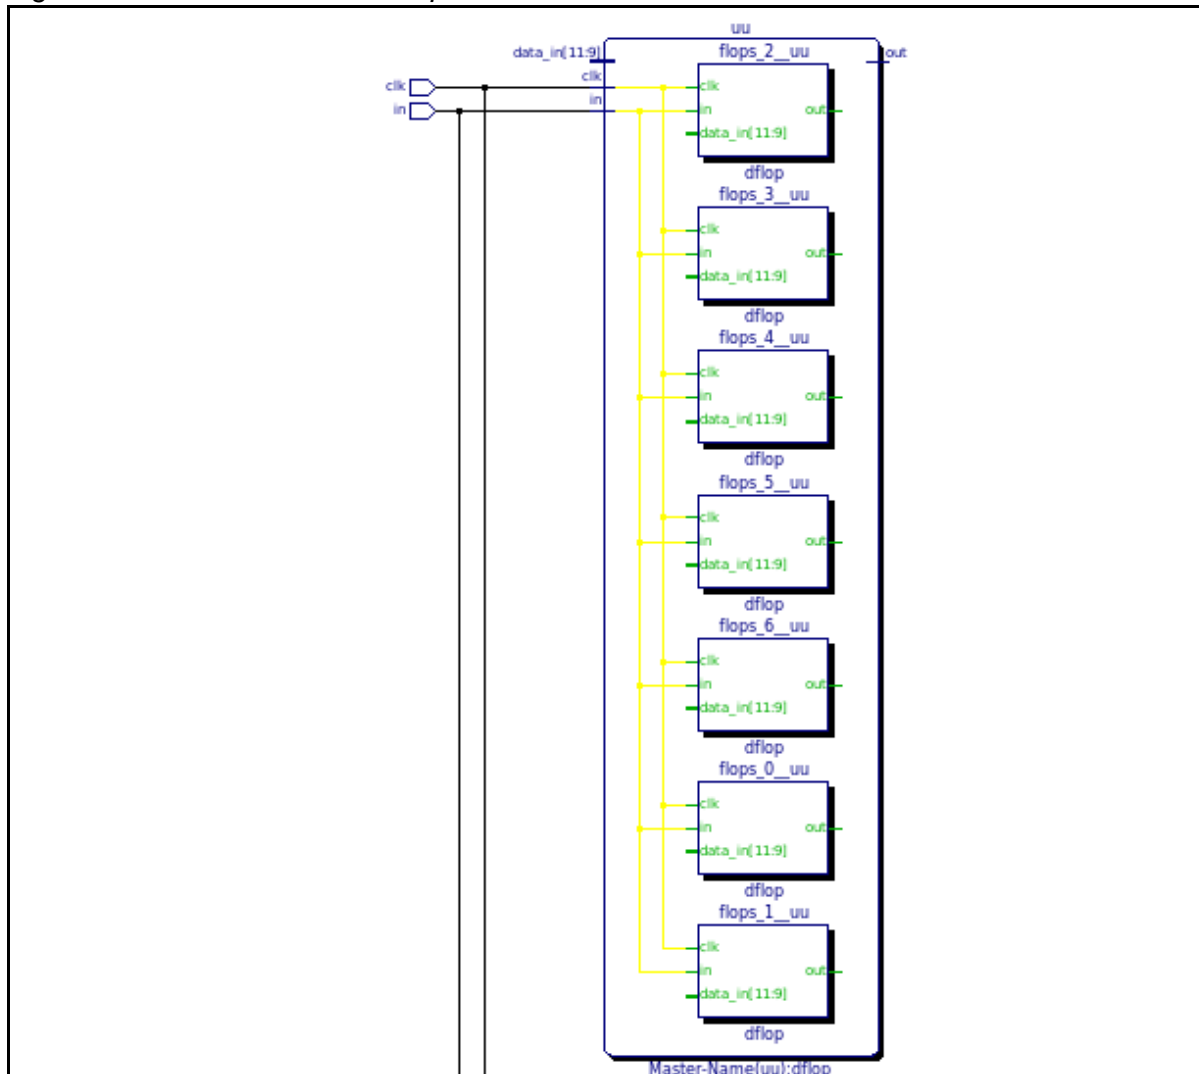 uu
data_in[11:9]
flops_2__uu
out
clk
clk
clk
in
in
in
out
data_in[11:9]
dflop
flops_3__uu
clk
in
out
data_in[11:9]
dflop
flops_4__uu
clk
in
out
data_in[11:9]
dflop
flops_5__uu
clk
in
out
data_in[11:9]
dflop
flops_6__uu
clk
in
out
data_in[11:9]
dflop
flops_0__uu
clk
in
out
data_in[11:9]
dflop
flops_1__uu
clk
in
out
data_in[11:9]
dflop
Master-Name(uu):dflop